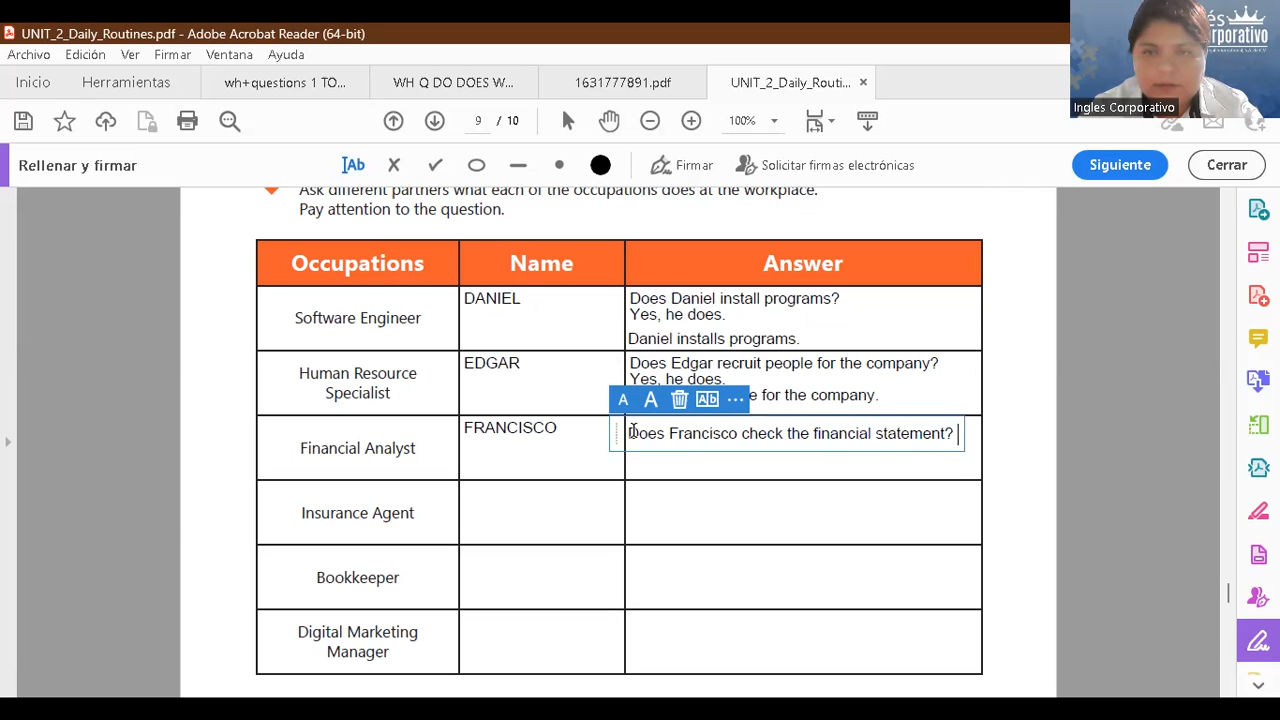 UNIT_2_Daily_Routines.pdf - Adobe Acrobat Reader (64-bit)
Archivo Edición Ver Firmar Ventana Ayuda
Inicio Herramientas wh+questions 1 TO... WH Q DO DOES W... 1631777891.pdf UNIT_2_Daily_Routi... ×
Corporativo
Ingles Corporativo
9 / 10 100%
Rellenar y firmar Ab Firmar Solicitar firmas electrónicas Siguiente Cerrar
Ask different partners what each of the occupations does at the workplace.
Pay attention to the question.
Occupations Name Answer
Software Engineer
DANIEL
Does Daniel install programs?
Yes, he does.
Daniel installs programs.
Human Resource
Specialist
EDGAR
Does Edgar recruit people for the company?
Yes, he does.
for the company.
A A Ab ...
Financial Analyst
FRANCISCO
Does Francisco check the financial statement?
Insurance Agent
Bookkeeper
Digital Marketing
Manager